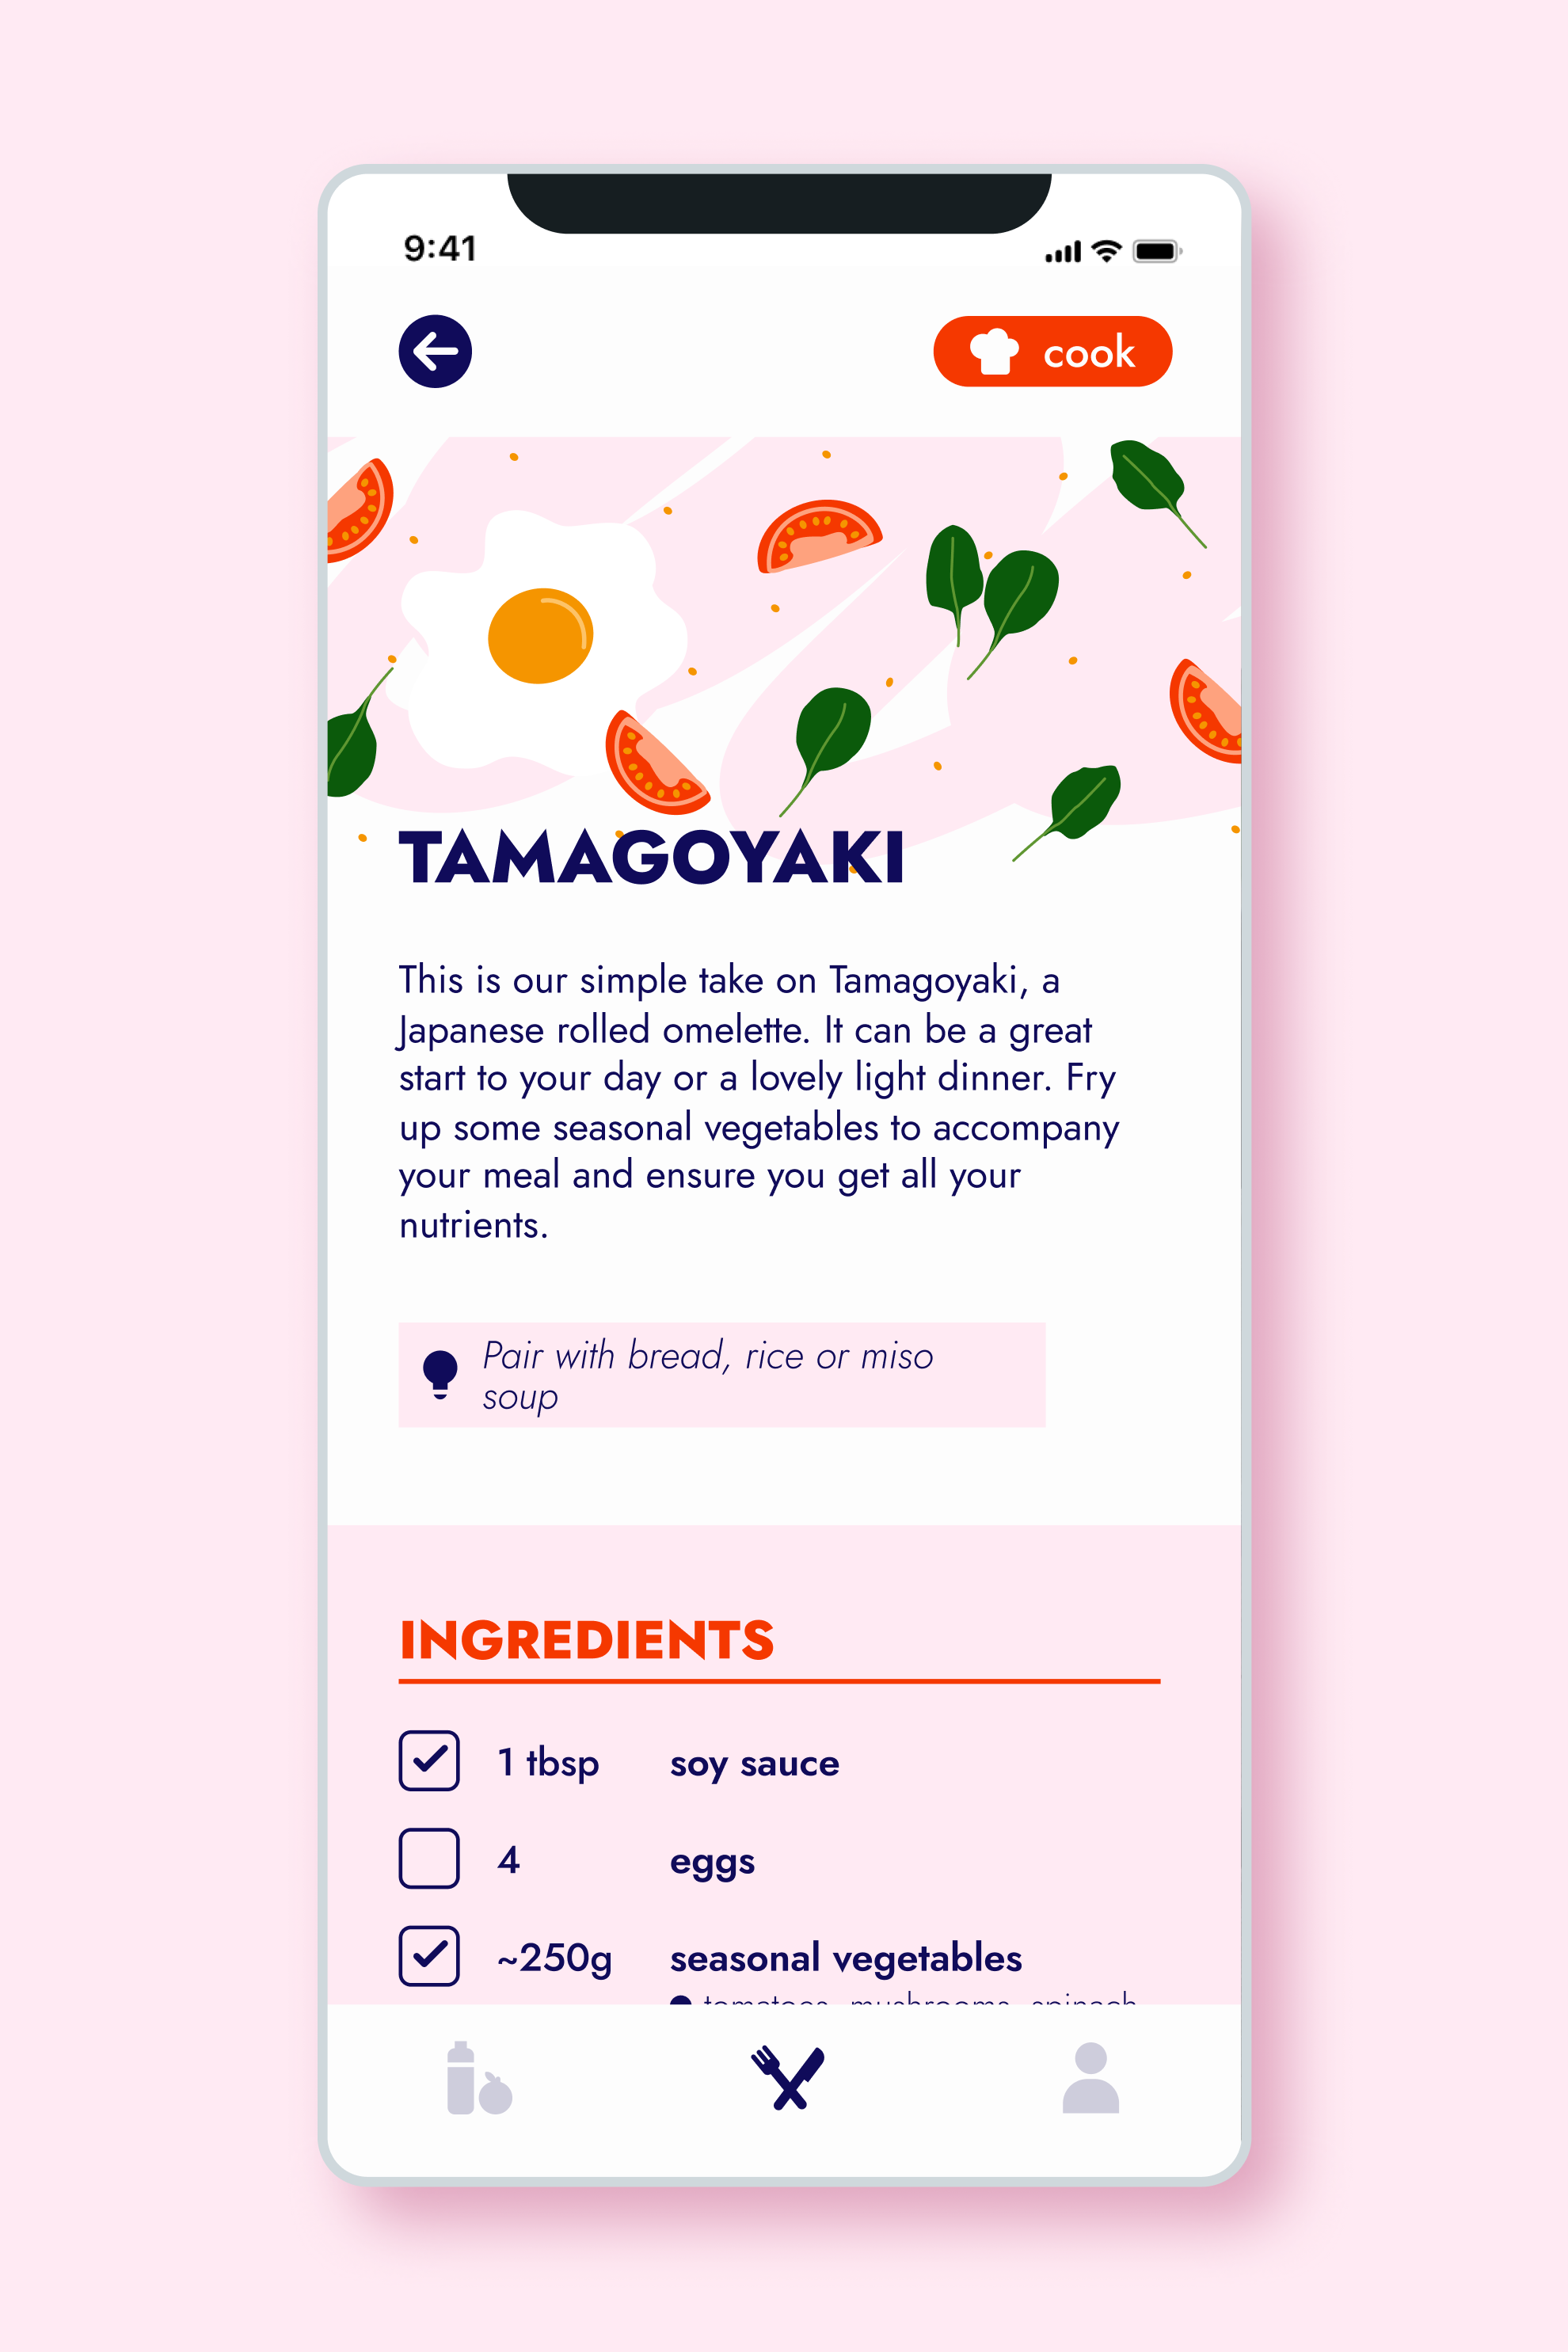 9:41
cook
TAMAGOYAKI
This is our simple take on Tamagoyaki, a
Japanese rolled omelette. It can be a great
start to your day or a lovely light dinner. Fry
up some seasonal vegetables to accompany
your meal and ensure you get all your
nutrients.
Pair with bread, rice or miso
soup
INGREDIENTS
1 tbsp soy sauce
4 eggs
~250g seasonal vegetables
tomatoes, mushrooms, spinach